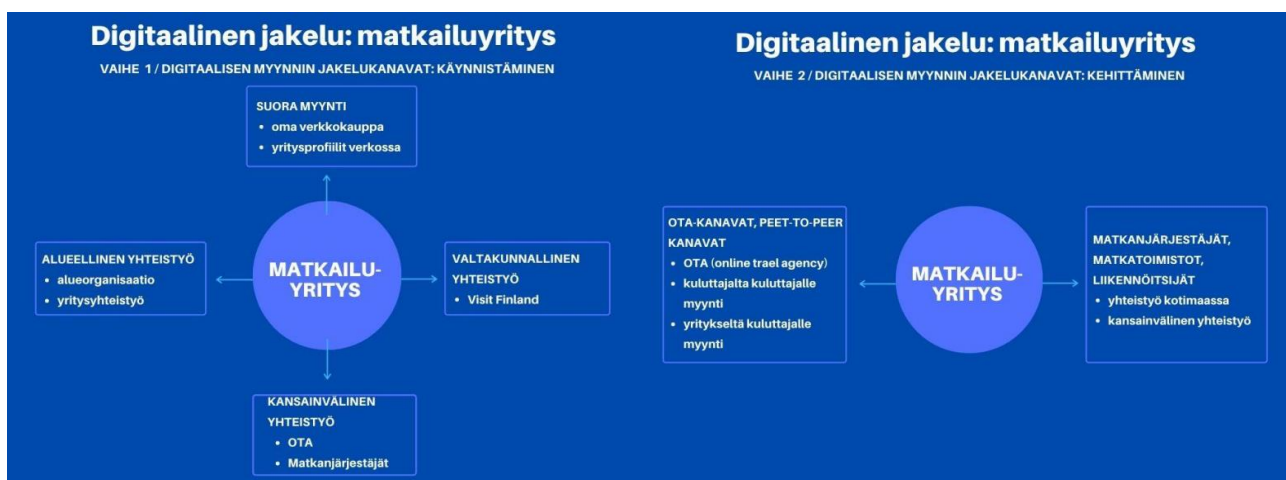 Digitaalinen jakelu: matkailuyritys
VAIHE 1 / DIGITAALISEN MYYNNIN JAKELUKANAVAT: KÄYNNISTÄMINEN
SUORA MYYNTI
• oma verkkokauppa
• yritysprofiilit verkossa
ALUEELLINEN YHTEISTYÖ
• alueorganisaatio
• yritysyhteistyö
MATKAILU-
YRITYS
VALTAKUNNALLINEN
YHTEISTYÖ
• Visit Finland
KANSAINVÄLINEN
YHTEISTYÖ
• OTA
• Matkanjärjestäjät
Digitaalinen jakelu: matkailuyritys
VAIHE 2 / DIGITAALISEN MYYNNIN JAKELUKANAVAT: KEHITTÄMINEN
OTA-KANAVAT, PEET-TO-PEER
KANAVAT
• OTA (online trael agency)
• kuluttajalta kuluttajalle
myynti
• yritykseltä kuluttajalle
myynti
MATKAILU-
YRITYS
MATKANJÄRJESTÄJÄT,
MATKATOIMISTOT,
LIIKENNÖITSIJÄT
• yhteistyö kotimaassa
• kansainvälinen yhteistyö